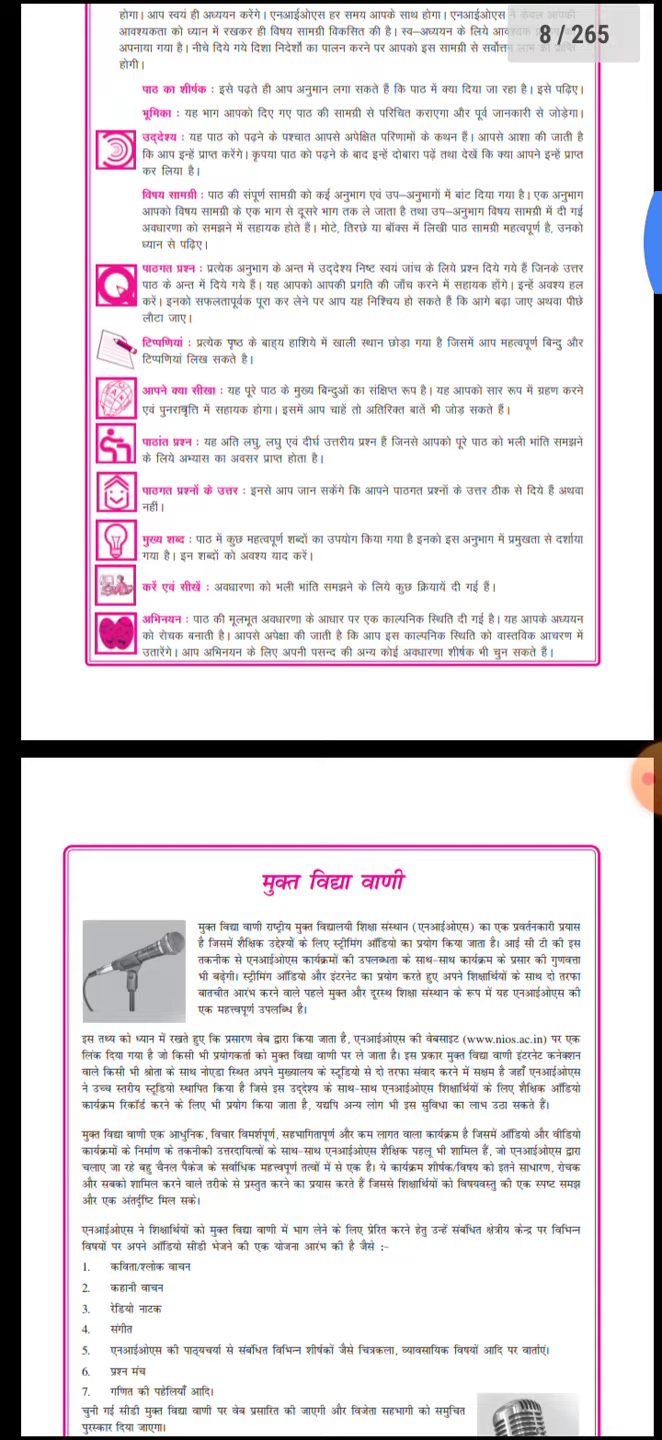 होगा। आप स्वयं ही अध्ययन करेंगे। एनआईओएस हर समय आपके साथ होगा। एनआईओएस ने केवल आपकी
8 / 265
आवश्यकता को ध्यान में रखकर ही विषय सामग्री विकसित की है। स्व–अध्ययन के लिये
अपनाया गया है। नीचे दिये गये दिशा निर्देशों का पालन करने पर आपको इस सामग्री से सर्वोत्तम लाभ की प्राप्ति
होगी।
पाठ का शीर्षक : इसे पढ़ते ही आप अनुमान लगा सकते हैं कि पाठ में क्या दिया जा रहा है। इसे पढ़िए।
भूमिका : यह भाग आपको दिए गए पाठ की सामग्री से परिचित कराएगा और पूर्व जानकारी से जोड़ेगा।
उद्देश्य : यह पाठ को पढ़ने के पश्चात आपसे अपेक्षित परिणामों के कथन हैं। आपसे आशा की जाती है
कि आप इन्हें प्राप्त करेंगे। कृपया पाठ को पढ़ने के बाद इन्हें दोबारा पढ़ें तथा देखें कि क्या आपने इन्हें प्राप्त
कर लिया है।
विषय सामग्री : पाठ की संपूर्ण सामग्री को कई अनुभाग एवं उप–अनुभागों में बांट दिया गया है। एक अनुभाग
आपको विषय सामग्री के एक भाग से दूसरे भाग तक ले जाता है तथा उप–अनुभाग विषय सामग्री में दी गई
अवधारणा को समझने में सहायक होते हैं। मोटे, तिरछे या बॉक्स में लिखी पाठ सामग्री महत्वपूर्ण है, उनको
ध्यान से पढ़िए।
पाठगत प्रश्न : प्रत्येक अनुभाग के अन्त में उद्देश्य निष्ट स्वयं जांच के लिये प्रश्न दिये गये हैं जिनके उत्तर
पाठ के अन्त में दिये गये हैं। यह आपको आपकी प्रगति की जाँच करने में सहायक होंगे। इन्हें अवश्य हल
करें। इनको सफलतापूर्वक पूरा कर लेने पर आप यह निश्चिय हो सकते हैं कि आगे बढ़ा जाए अथवा पीछे
लौटा जाए।
टिप्पणियां : प्रत्येक पृष्ठ के बाह्य हाशिये में खाली स्थान छोड़ा गया है जिसमें आप महत्वपूर्ण बिन्दु और
टिप्पणियां लिख सकते है।
आपने क्या सीखा : यह पूरे पाठ के मुख्य बिन्दुओं का संक्षिप्त रूप है। यह आपको सार रूप में ग्रहण करने
एवं पुनरावृत्ति में सहायक होगा। इसमें आप चाहें तो अतिरिक्त बातें भी जोड़ सकते हैं।
पाठांत प्रश्न : यह अति लघु, लघु एवं दीर्घ उत्तरीय प्रश्न हैं जिनसे आपको पूरे पाठ को भली भांति समझने
के लिये अभ्यास का अवसर प्राप्त होता है।
पाठगत प्रश्नों के उत्तर : इनसे आप जान सकेंगे कि आपने पाठगत प्रश्नों के उत्तर ठीक से दिये हैं अथवा
नहीं।
मुख्य शब्द : पाठ में कुछ महत्वपूर्ण शब्दों का उपयोग किया गया है इनको इस अनुभाग में प्रमुखता से दर्शाया
गया है। इन शब्दों को अवश्य याद करें।
करें एवं सीखें : अवधारणा को भली भांति समझने के लिये कुछ क्रियायें दी गई हैं।
अभिनयन : पाठ की मूलभूत अवधारणा के आधार पर एक काल्पनिक स्थिति दी गई है। यह आपके अध्ययन
को रोचक बनाती है। आपसे अपेक्षा की जाती है कि आप इस काल्पनिक स्थिति को वास्तविक आचरण में
उतारेंगे। आप अभिनयन के लिए अपनी पसन्द की अन्य कोई अवधारणा शीर्षक भी चुन सकते हैं।
मुक्त विद्या वाणी
मुक्त विद्या वाणी राष्ट्रीय मुक्त विद्यालयी शिक्षा संस्थान (एनआईओएस) का एक प्रवर्तनकारी प्रयास
है जिसमें शैक्षिक उद्देश्यों के लिए स्ट्रीमिंग ऑडियो का प्रयोग किया जाता है। आई सी टी की इस
तकनीक से एनआईओएस कार्यक्रमों की उपलब्धता के साथ-साथ कार्यक्रम के प्रसार की गुणवत्ता
भी बढ़ेगी। स्ट्रीमिंग ऑडियो और इंटरनेट का प्रयोग करते हुए अपने शिक्षार्थियों के साथ दो तरफा
बातचीत आरंभ करने वाले पहले मुक्त और दूरस्थ शिक्षा संस्थान के रूप में यह एनआईओएस की
एक महत्त्वपूर्ण उपलब्धि है।
इस तथ्य को ध्यान में रखते हुए कि प्रसारण वेब द्वारा किया जाता है, एनआईओएस की वेबसाइट (www.nios.ac.in) पर एक
लिंक दिया गया है जो किसी भी प्रयोगकर्ता को मुक्त विद्या वाणी पर ले जाता है। इस प्रकार मुक्त विद्या वाणी इंटरनेट कनेक्शन
वाले किसी भी श्रोता के साथ नोएडा स्थित अपने मुख्यालय के स्टूडियो से दो तरफा संवाद करने में सक्षम है जहाँ एनआईओएस
ने उच्च स्तरीय स्टूडियो स्थापित किया है जिसे इस उद्देश्य के साथ-साथ एनआईओएस शिक्षार्थियों के लिए शैक्षिक ऑडियो
कार्यक्रम रिकॉर्ड करने के लिए भी प्रयोग किया जाता है, यद्यपि अन्य लोग भी इस सुविधा का लाभ उठा सकते हैं।
मुक्त विद्या वाणी एक आधुनिक, विचार विमर्शपूर्ण, सहभागितापूर्ण और कम लागत वाला कार्यक्रम है जिसमें ऑडियो और वीडियो
कार्यक्रमों के निर्माण के तकनीकी उत्तरदायित्वों के साथ-साथ एनआईओएस शैक्षिक पहलू भी शामिल हैं, जो एनआईओएस द्वारा
चलाए जा रहे बहु चैनल पैकेज के सर्वाधिक महत्त्वपूर्ण तत्वों में से एक है। ये कार्यक्रम शीर्षक/विषय को इतने साधारण, रोचक
और सबको शामिल करने वाले तरीके से प्रस्तुत करने का प्रयास करते हैं जिससे शिक्षार्थियों को विषयवस्तु की एक स्पष्ट समझ
और एक अंतर्दृष्टि मिल सके।
एनआईओएस ने शिक्षार्थियों को मुक्त विद्या वाणी में भाग लेने के लिए प्रेरित करने हेतु उन्हें संबंधित क्षेत्रीय केन्द्र पर विभिन्न
विषयों पर अपने ऑडियो सीडी भेजने की एक योजना आरंभ की है जैसे :-
1. कविता/श्लोक वाचन
2. कहानी वाचन
3. रेडियो नाटक
4. संगीत
5. एनआईओएस की पाठ्यचर्या से संबंधित विभिन्न शीर्षकों जैसे चित्रकला, व्यावसायिक विषयों आदि पर वार्ताएं।
6. प्रश्न मंच
7. गणित की पहेलियाँ आदि।
चुनी गई सीडी मुक्त विद्या वाणी पर वेब प्रसारित की जाएगी और विजेता सहभागी को समुचित
पुरस्कार दिया जाएगा।